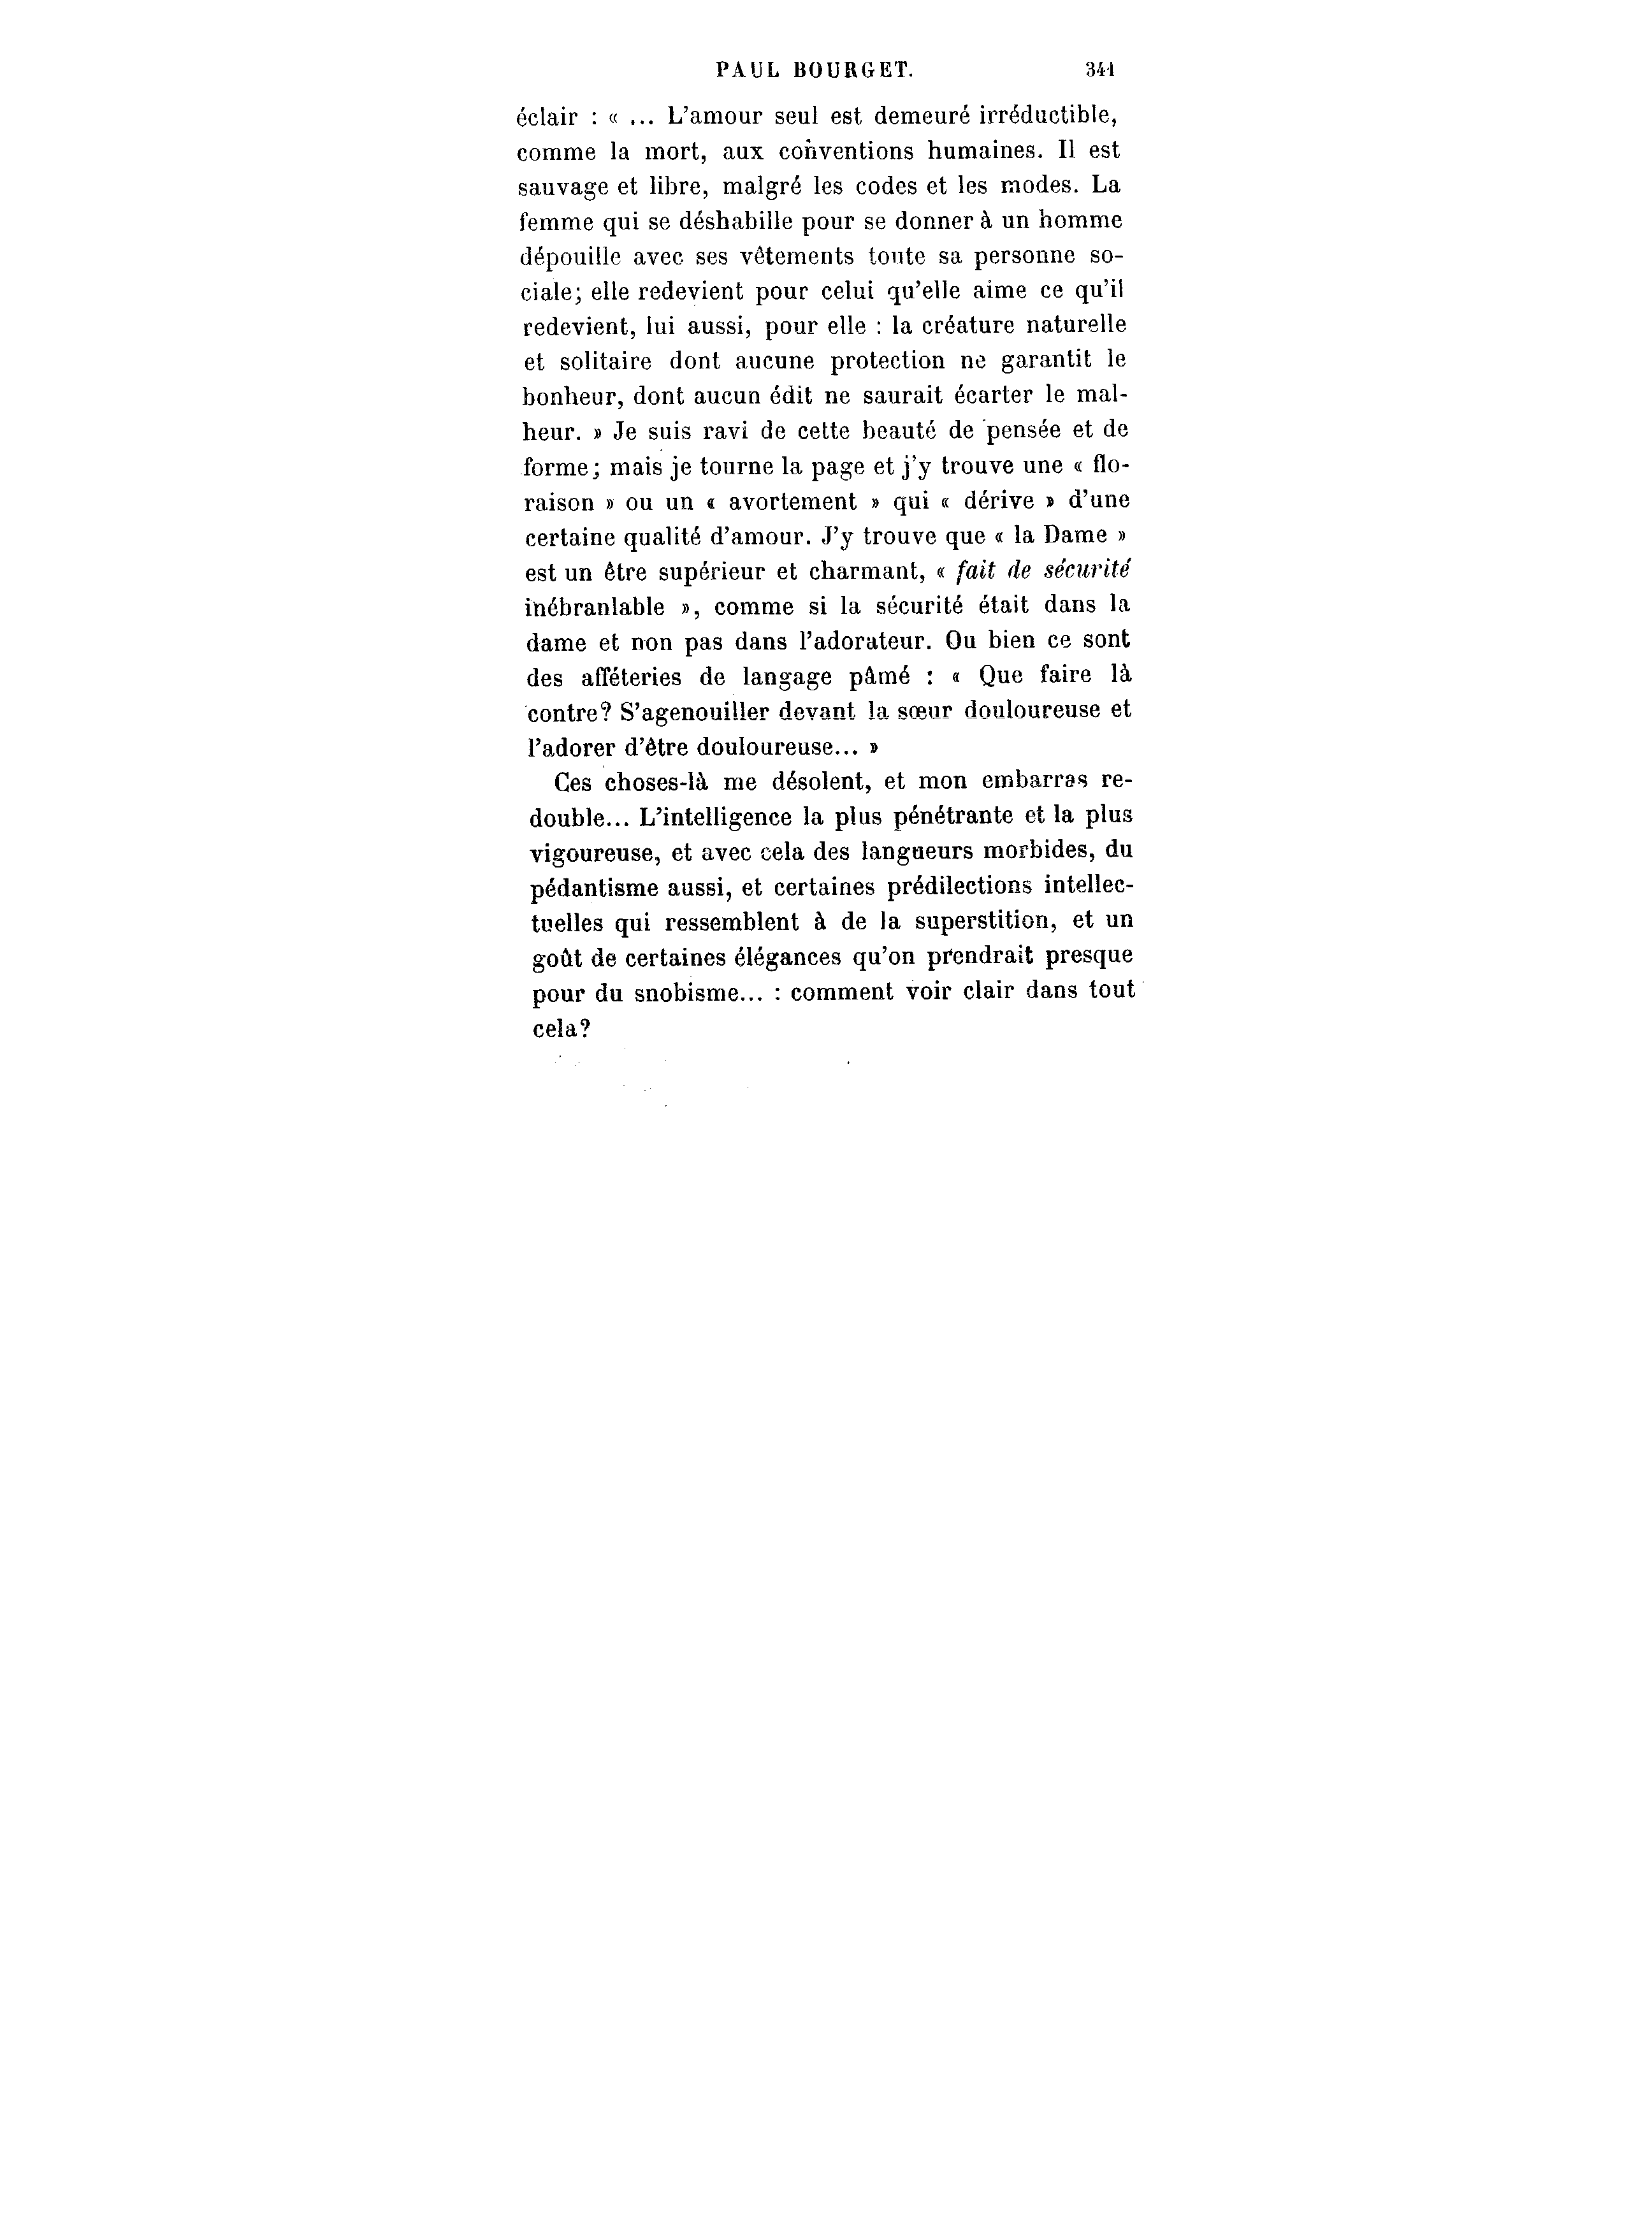 PAUL BOURGET. 341
éclair : « ... L'amour seul est demeuré irréductible,
comme la mort, aux conventions humaines. Il est
sauvage et libre, malgré les codes et les modes. La
femme qui se déshabille pour se donner à un homme
dépouille avec ses vêtements toute sa personne so-
ciale; elle redevient pour celui qu'elle aime ce qu'il
redevient, lui aussi, pour elle : la créature naturelle
et solitaire dont aucune protection ne garantit le
bonheur, dont aucun édit ne saurait écarter le mal-
heur. » Je suis ravi de cette beauté de pensée et de
forme; mais je tourne la page et j'y trouve une « flo-
raison » ou un « avortement » qui « dérive » d'une
certaine qualité d'amour. J'y trouve que « la Dame »
est un être supérieur et charmant, « fait de sécurité
inébranlable », comme si la sécurité était dans la
dame et non pas dans l'adorateur. Ou bien ce sont
des afféteries de langage pâmé : « Que faire là
contre? S'agenouiller devant la sœur douloureuse et
l'adorer d'être douloureuse... »
Ces choses-là me désolent, et mon embarras re-
double... L'intelligence la plus pénétrante et la plus
vigoureuse, et avec cela des langueurs morbides, du
pédantisme aussi, et certaines prédilections intellec-
tuelles qui ressemblent à de la superstition, et un
goût de certaines élégances qu'on prendrait presque
pour du snobisme... : comment voir clair dans tout
cela?